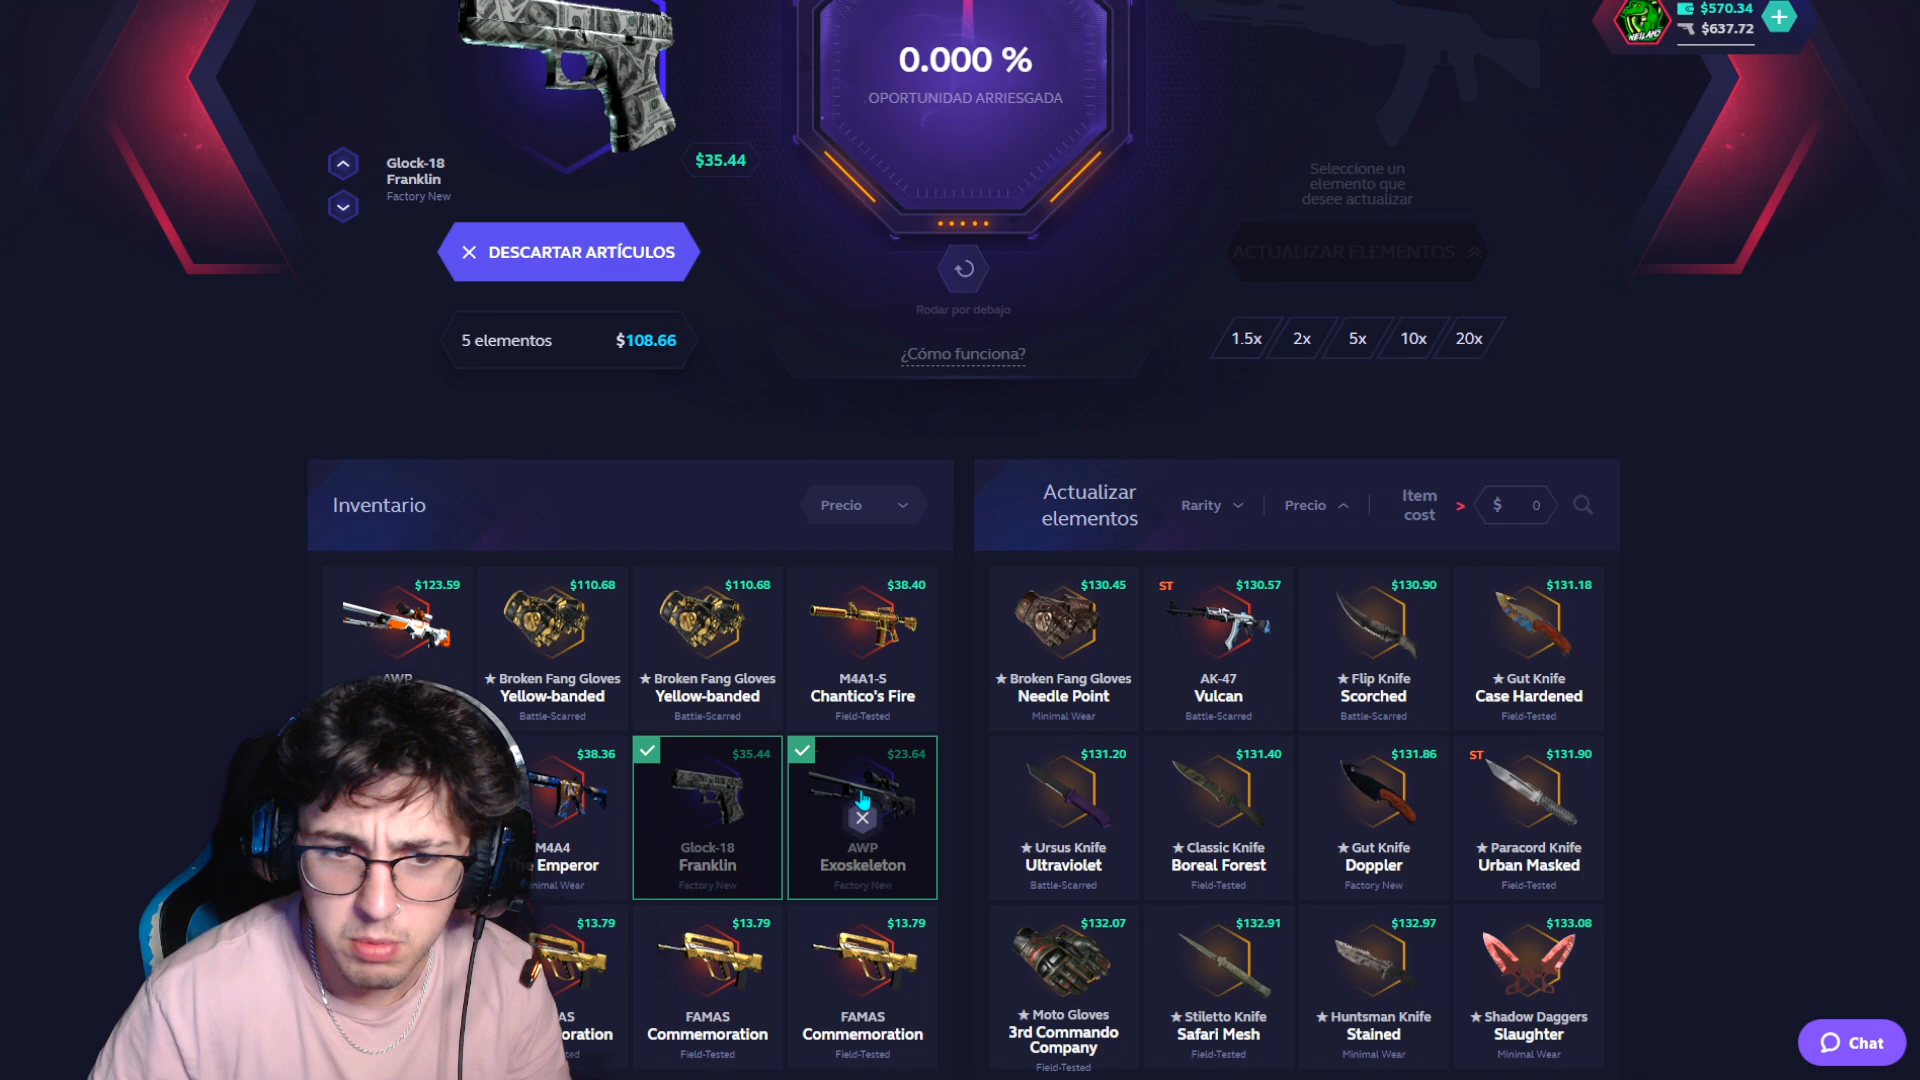 $570.34
$637.72
NEILAND
0.000 %
OPORTUNIDAD ARRIESGADA
Glock-18
Franklin
Factory New
$35.44
Seleccione un
elemento que
desee actualizar
DESCARTAR ARTÍCULOS
ACTUALIZAR ELEMENTOS
Rodar por debajo
5 elementos $108.66
¿Cómo funciona?
1.5x 2x 5x 10x 20x
Inventario
Precio
Actualizar
elementos
Rarity
Precio
Item
cost
> $ 0
$123.59
AWP
$110.68
★ Broken Fang Gloves
Yellow-banded
Battle-Scarred
$110.68
★ Broken Fang Gloves
Yellow-banded
Battle-Scarred
$38.40
M4A1-S
Chantico's Fire
Field-Tested
$130.45
★ Broken Fang Gloves
Needle Point
Minimal Wear
ST $130.57
AK-47
Vulcan
Battle-Scarred
$130.90
★ Flip Knife
Scorched
Battle-Scarred
$131.18
★ Gut Knife
Case Hardened
Field-Tested
$38.36
M4A4
The Emperor
inimal Wear
$35.44
Glock-18
Franklin
Factory New
$23.64
AWP
Exoskeleton
Factory New
$131.20
★ Ursus Knife
Ultraviolet
Battle-Scarred
$131.40
★ Classic Knife
Boreal Forest
Field-Tested
$131.86
★ Gut Knife
Doppler
Factory New
ST $131.90
★ Paracord Knife
Urban Masked
Field-Tested
$13.79
AS
oration
ted
$13.79
FAMAS
Commemoration
Field-Tested
$13.79
FAMAS
Commemoration
Field-Tested
$132.07
★ Moto Gloves
3rd Commando
Company
Field-Tested
$132.91
★ Stiletto Knife
Safari Mesh
Field-Tested
$132.97
★ Huntsman Knife
Stained
Minimal Wear
$133.08
★ Shadow Daggers
Slaughter
Minimal Wear
Chat